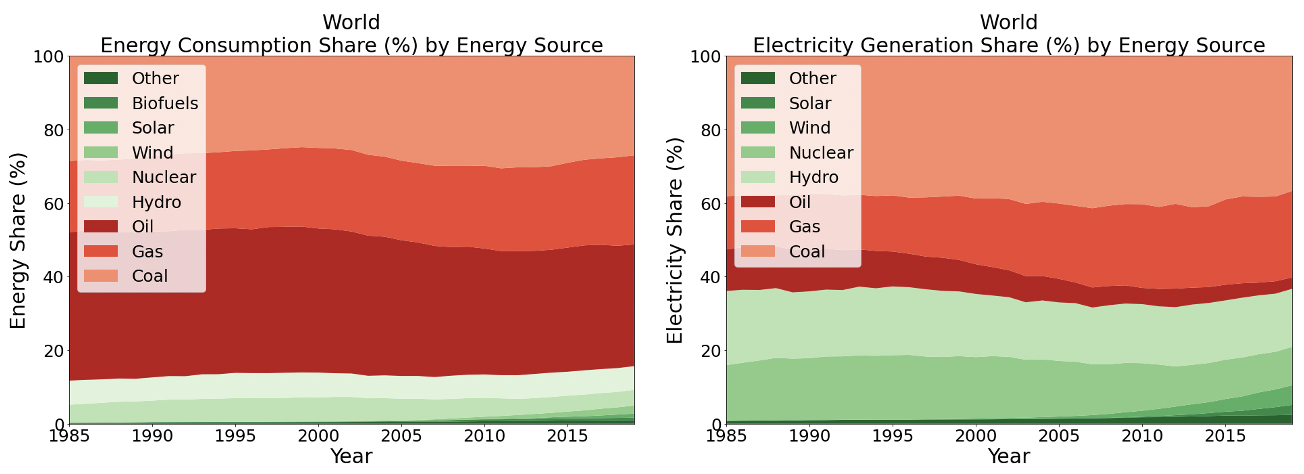 World
Energy Consumption Share (%) by Energy Source
100
80
60
40
20
0
Energy Share (%)
Other
Biofuels
Solar
Wind
Nuclear
Hydro
Oil
Gas
Coal
1985 1990 1995 2000 2005 2010 2015
Year
World
Electricity Generation Share (%) by Energy Source
100
80
60
40
20
0
Electricity Share (%)
Other
Solar
Wind
Nuclear
Hydro
Oil
Gas
Coal
1985 1990 1995 2000 2005 2010 2015
Year